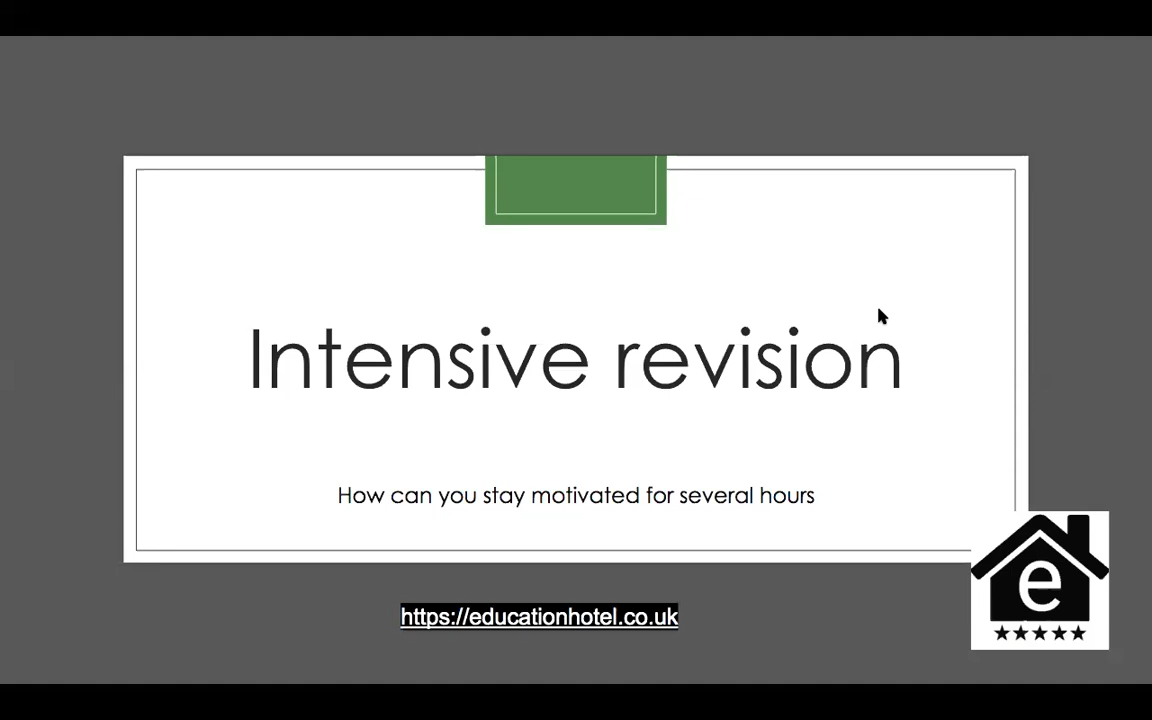 Intensive revision
How can you stay motivated for several hours
https://educationhotel.co.uk
e